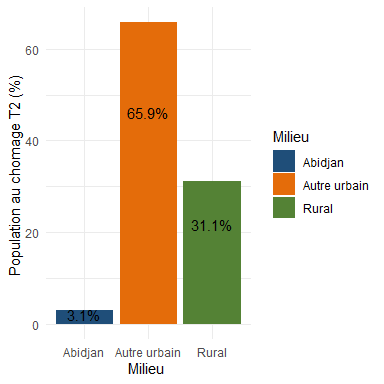 Population au chomage T2 (%)
60
40
20
0
65.9%
31.1%
3.1%
Abidjan
Autre urbain
Rural
Milieu
Milieu
Abidjan
Autre urbain
Rural